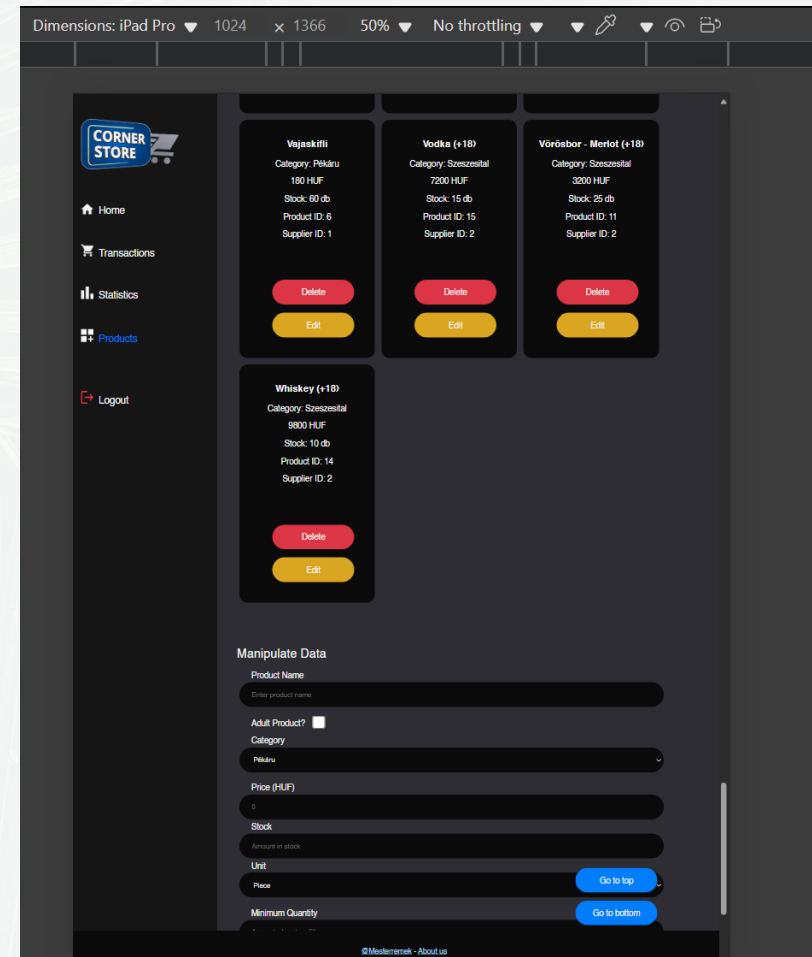 Dimensions: iPad Pro 1024 × 1366 50% No throttling
CORNER
STORE
Home
Transactions
Statistics
Products
Logout
Vajaskifli
Category: Pékáru
180 HUF
Stock: 60 db
Product ID: 6
Supplier ID: 1
Delete
Edit
Vodka (+18)
Category: Szeszesital
7200 HUF
Stock: 15 db
Product ID: 15
Supplier ID: 2
Delete
Edit
Vörösbor - Merlot (+18)
Category: Szeszesital
3200 HUF
Stock: 25 db
Product ID: 11
Supplier ID: 2
Delete
Edit
Whiskey (+18)
Category: Szeszesital
9800 HUF
Stock: 10 db
Product ID: 14
Supplier ID: 2
Delete
Edit
Manipulate Data
Product Name
Enter product name
Adult Product?
Category
Pékáru
Price (HUF)
0
Stock
Amount in stock
Unit
Piece
Go to top
Minimum Quantity
Go to bottom
@Mesterremek - About us